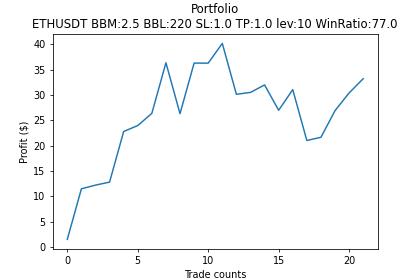 Portfolio
ETHUSDT BBM:2.5 BBL:220 SL:1.0 TP:1.0 lev:10 WinRatio:77.0
40
35
30
25
20
15
10
5
0
Profit ($)
0 5 10 15 20
Trade counts